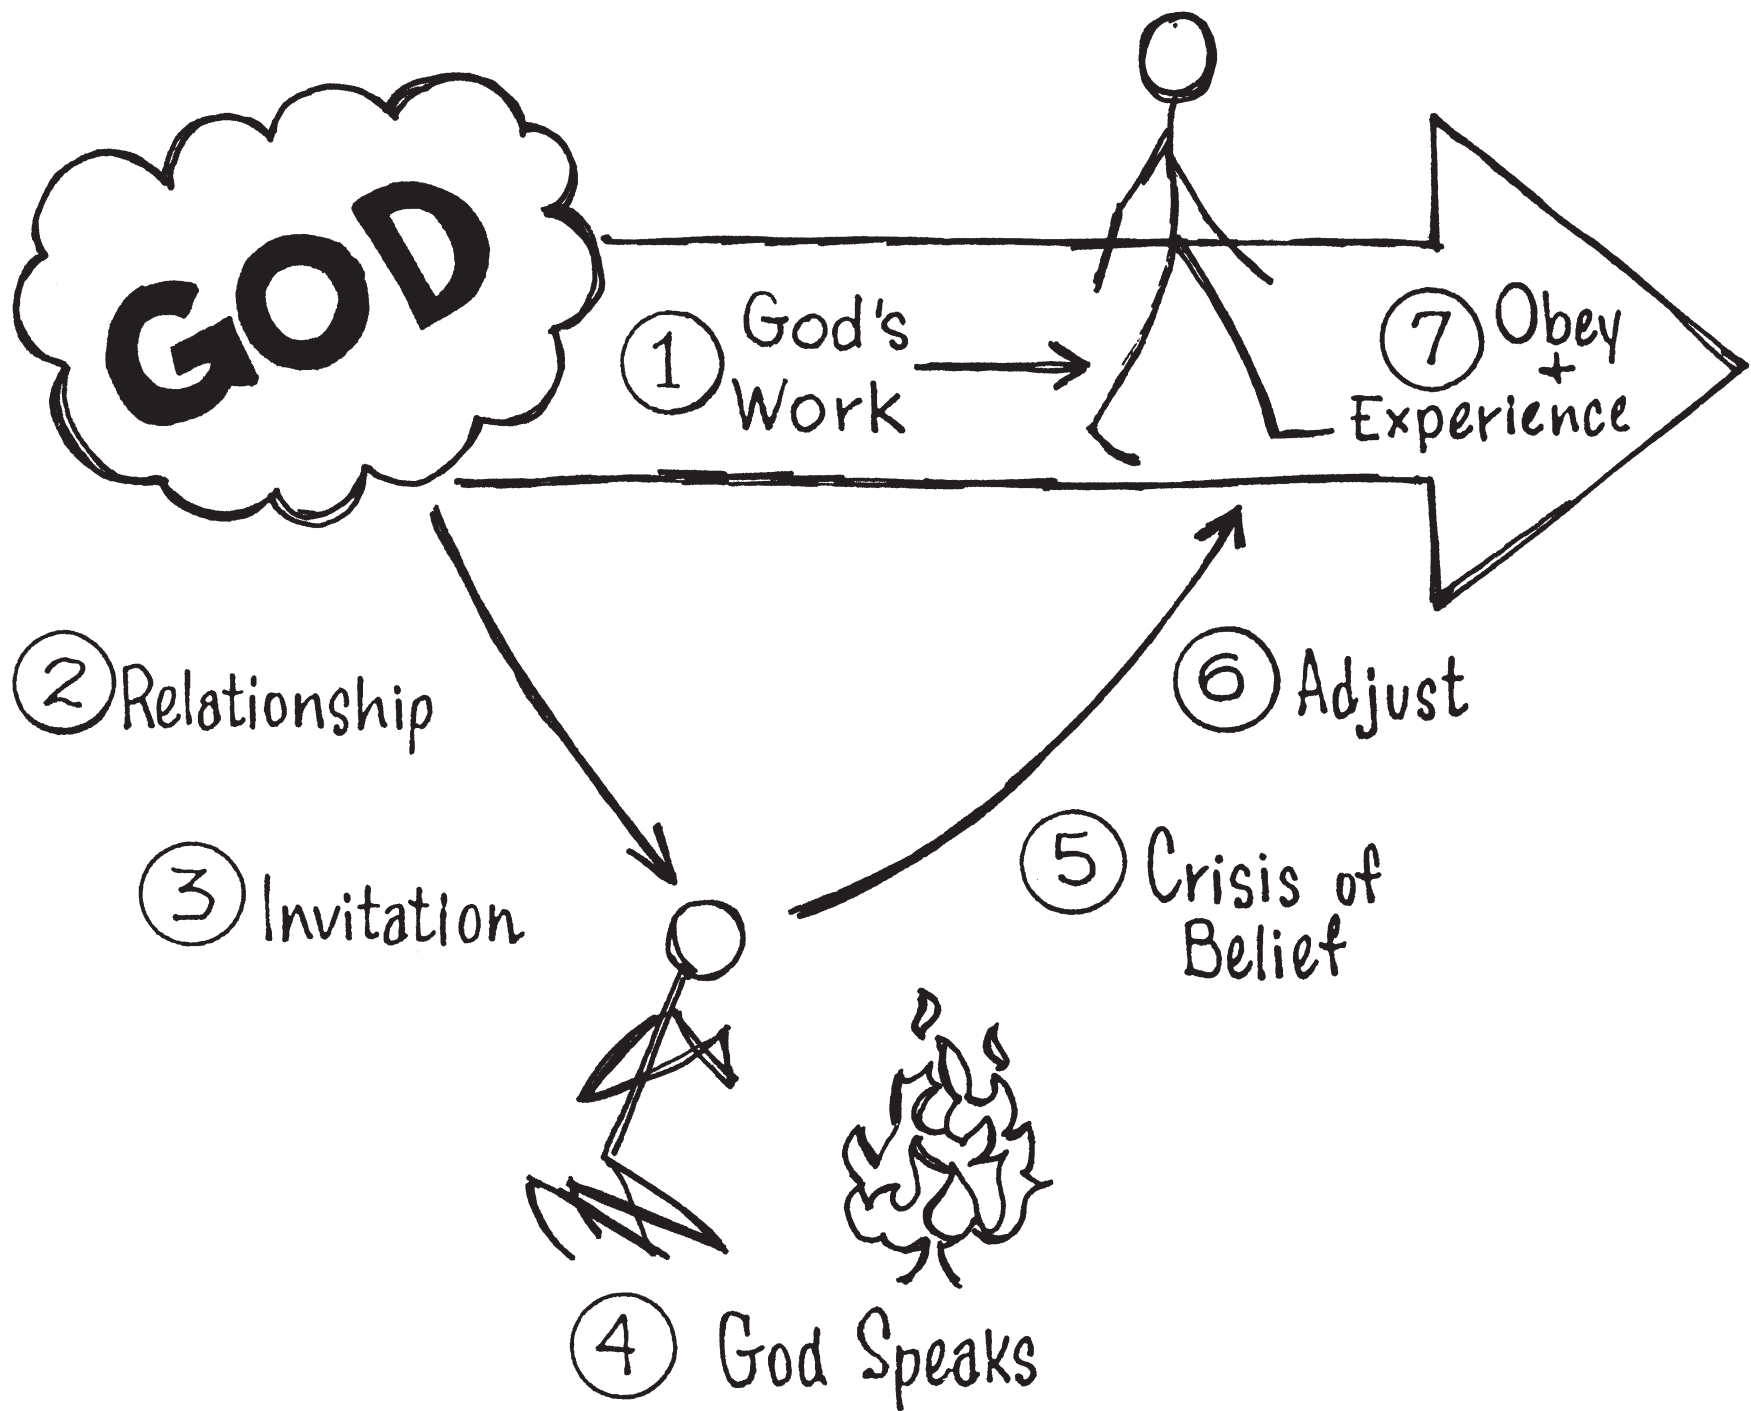 GOD
1 God's
Work
7 Obey
+
Experience
2 Relationship
6 Adjust
3 Invitation
5 Crisis of
Belief
4 God Speaks